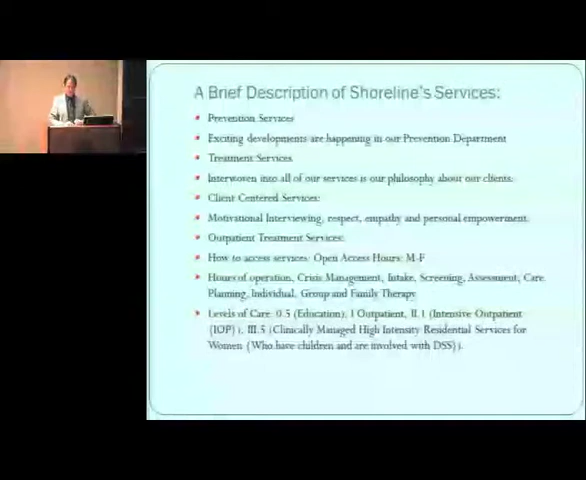 A Brief Description of Shoreline's Services:
Prevention Services
Exciting developments are happening in our Prevention Department
Treatment Services
Interwoven into all of our services is our philosophy about our clients.
Client Centered Services:
Motivational Interviewing, respect, empathy and personal empowerment.
Outpatient Treatment Services:
How to access services: Open Access Hours: M-F
Hours of operation, Crisis Management, Intake, Screening, Assessment, Care
Planning, Individual, Group and Family Therapy
Levels of Care: 0.5 (Education), I Outpatient, II.1 (Intensive Outpatient
(IOP)), III.5 (Clinically Managed High Intensity Residential Services for
Women (Who have children and are involved with DSS)).